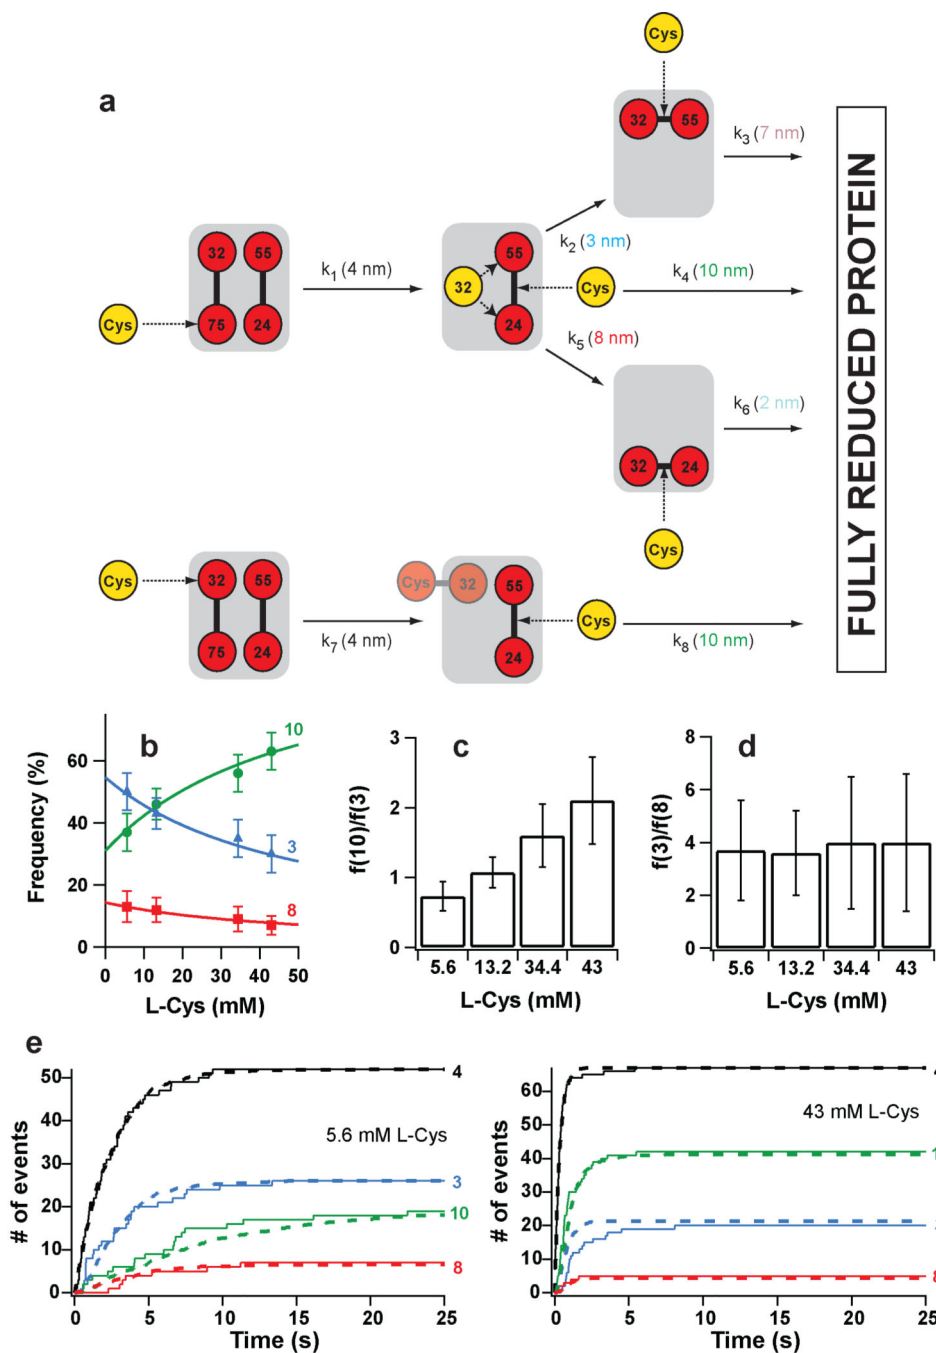 a
Cys
32 55
k3 (7 nm)
32 55
75 24
Cys
k1 (4 nm)
55
32
24
Cys
k2 (3 nm)
k4 (10 nm)
k5 (8 nm)
k6 (2 nm)
32 24
Cys
FULLY REDUCED PROTEIN
Cys
32 55
75 24
k7 (4 nm)
Cys 32 55
24
Cys
k8 (10 nm)
b
Frequency (%)
60
40
20
0
10
3
8
0 10 20 30 40 50
L-Cys (mM)
c
f(10)/f(3)
3
2
1
0
5.6 13.2 34.4 43
L-Cys (mM)
d
f(3)/f(8)
8
6
4
2
0
5.6 13.2 34.4 43
L-Cys (mM)
e
# of events
50
40
30
20
10
0
4
3
10
8
5.6 mM L-Cys
0 5 10 15 20 25
Time (s)
# of events
60
50
40
30
20
10
0
43 mM L-Cys
0 5 10 15 20 25
Time (s)